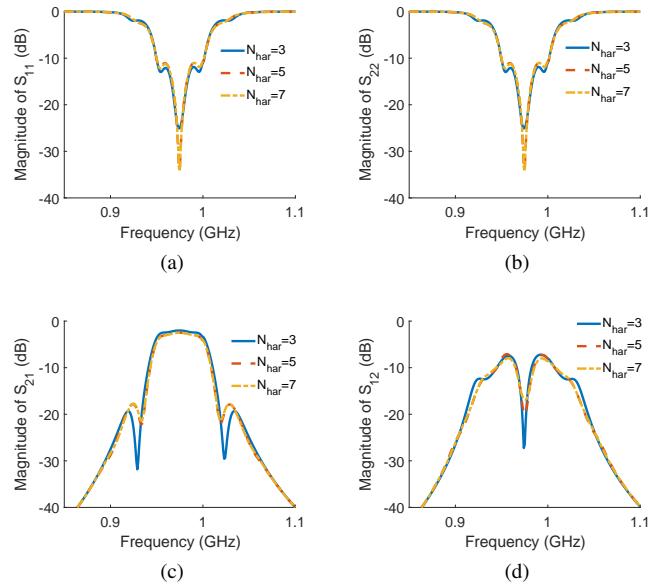 0
-10
-20
-30
-40
0.9
1
1.1
Magnitude of S11 (dB)
Frequency (GHz)
Nhar=3
Nhar=5
Nhar=7
(a)
0
-10
-20
-30
-40
0.9
1
1.1
Magnitude of S22 (dB)
Frequency (GHz)
Nhar=3
Nhar=5
Nhar=7
(b)
0
-10
-20
-30
-40
0.9
1
1.1
Magnitude of S21 (dB)
Frequency (GHz)
Nhar=3
Nhar=5
Nhar=7
(c)
0
-10
-20
-30
-40
0.9
1
1.1
Magnitude of S12 (dB)
Frequency (GHz)
Nhar=3
Nhar=5
Nhar=7
(d)